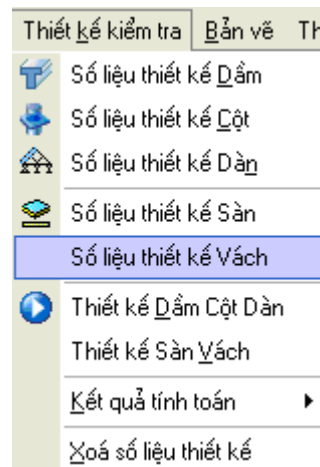 Thiết kế kiểm tra Bản vẽ Th
Số liệu thiết kế Dầm
Số liệu thiết kế Cột
Số liệu thiết kế Dàn
Số liệu thiết kế Sàn
Số liệu thiết kế Vách
Thiết kế Dầm Cột Dàn
Thiết kế Sàn Vách
Kết quả tính toán
Xoá số liệu thiết kế